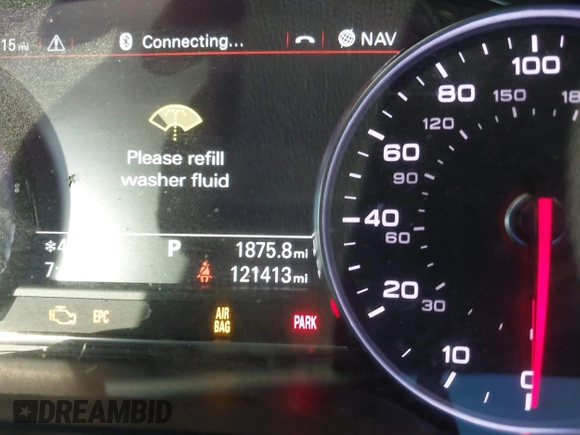 15 mi
Connecting...
NAV
Please refill
washer fluid
P
1875.8 mi
121413 mi
EPC
AIR
BAG
PARK
100
80
60
40
20
10
0
150
120
90
60
30
DREAMBID